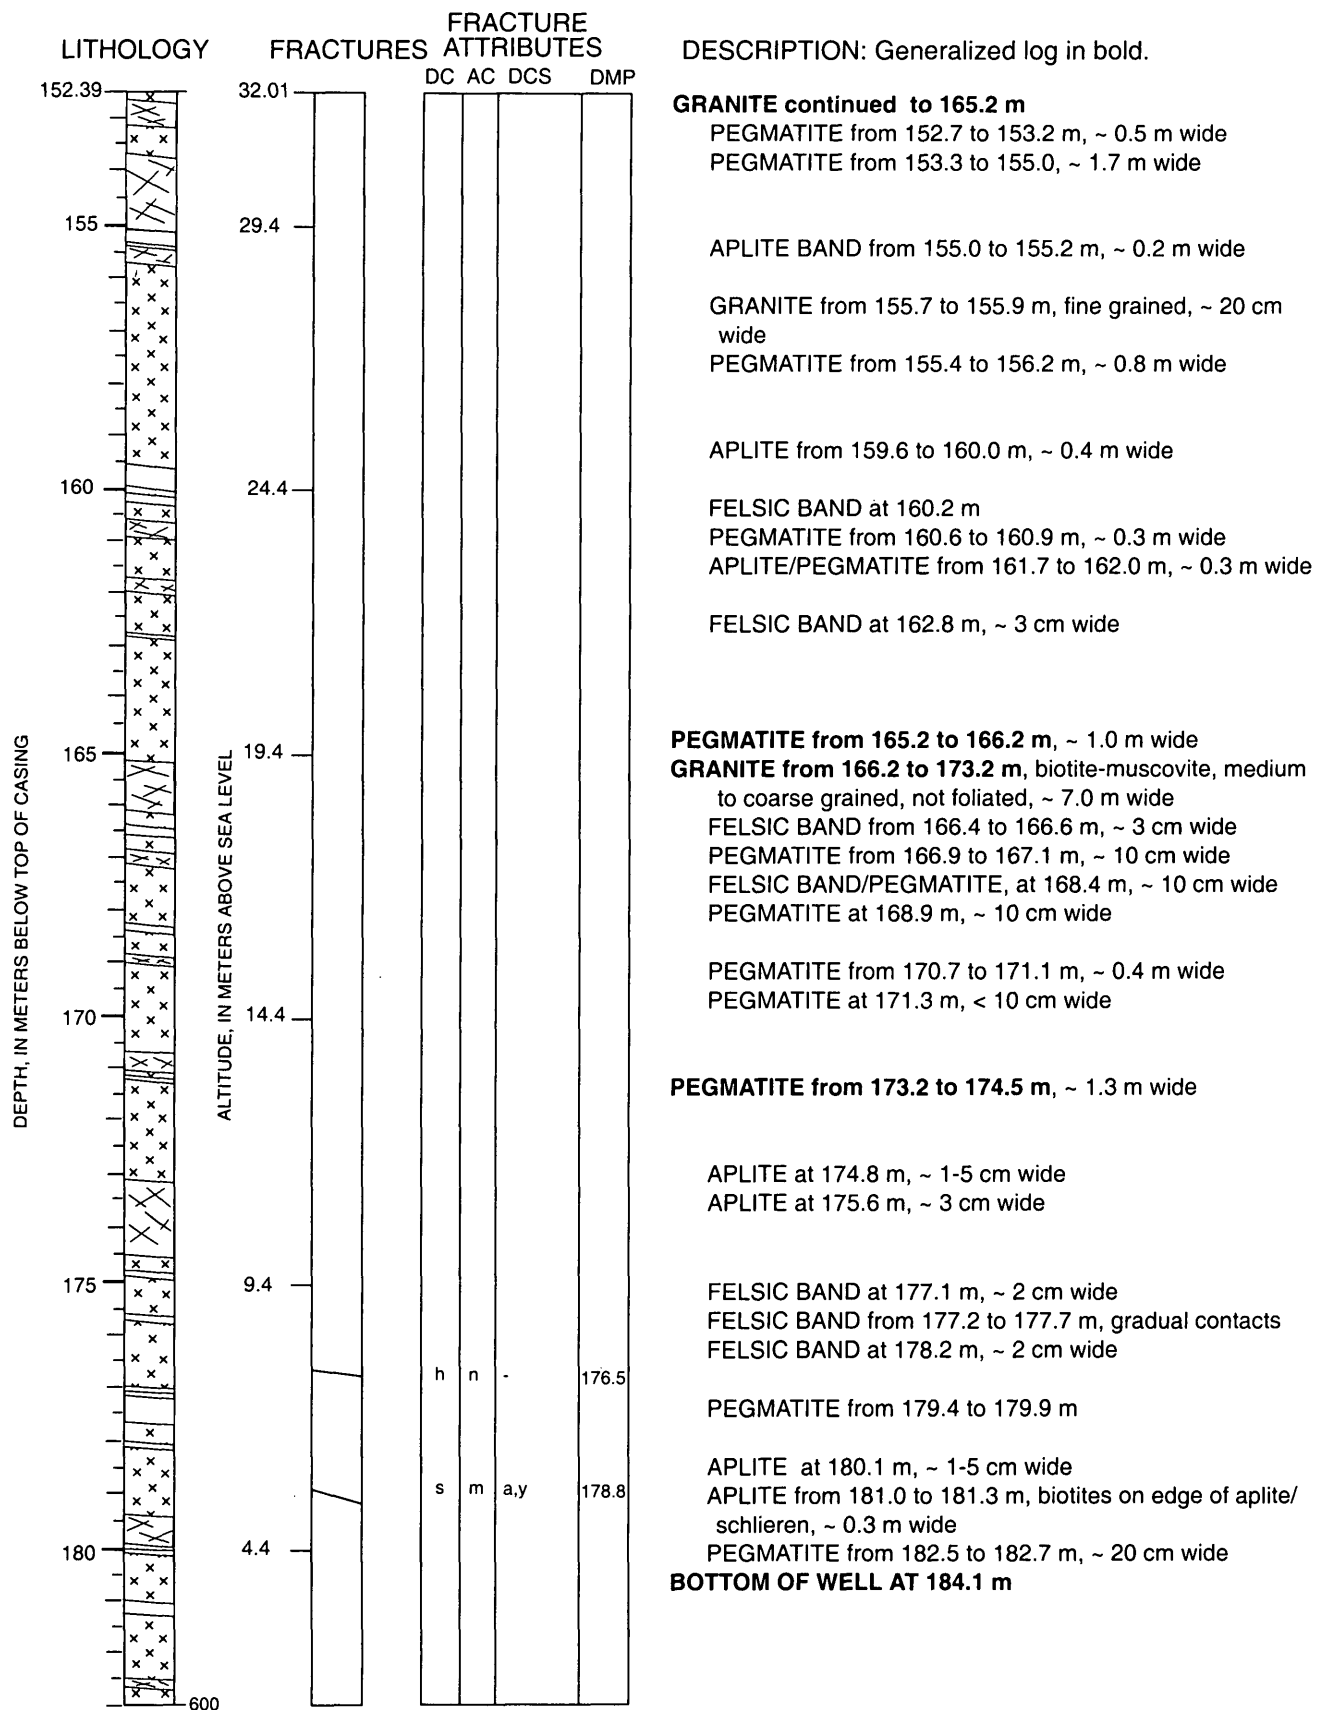 LITHOLOGY
FRACTURES
FRACTURE
ATTRIBUTES
DC AC DCS DMP
DESCRIPTION: Generalized log in bold.
152.39
32.01
GRANITE continued to 165.2 m
PEGMATITE from 152.7 to 153.2 m, ~ 0.5 m wide
PEGMATITE from 153.3 to 155.0, ~ 1.7 m wide
155
29.4
APLITE BAND from 155.0 to 155.2 m, ~ 0.2 m wide
GRANITE from 155.7 to 155.9 m, fine grained, ~ 20 cm
wide
PEGMATITE from 155.4 to 156.2 m, ~ 0.8 m wide
APLITE from 159.6 to 160.0 m, ~ 0.4 m wide
160
24.4
FELSIC BAND at 160.2 m
PEGMATITE from 160.6 to 160.9 m, ~ 0.3 m wide
APLITE/PEGMATITE from 161.7 to 162.0 m, ~ 0.3 m wide
FELSIC BAND at 162.8 m, ~ 3 cm wide
DEPTH, IN METERS BELOW TOP OF CASING
ALTITUDE, IN METERS ABOVE SEA LEVEL
165
19.4
PEGMATITE from 165.2 to 166.2 m, ~ 1.0 m wide
GRANITE from 166.2 to 173.2 m, biotite-muscovite, medium
to coarse grained, not foliated, ~ 7.0 m wide
FELSIC BAND from 166.4 to 166.6 m, ~ 3 cm wide
PEGMATITE from 166.9 to 167.1 m, ~ 10 cm wide
FELSIC BAND/PEGMATITE, at 168.4 m, ~ 10 cm wide
PEGMATITE at 168.9 m, ~ 10 cm wide
PEGMATITE from 170.7 to 171.1 m, ~ 0.4 m wide
PEGMATITE at 171.3 m, < 10 cm wide
170
14.4
PEGMATITE from 173.2 to 174.5 m, ~ 1.3 m wide
APLITE at 174.8 m, ~ 1-5 cm wide
APLITE at 175.6 m, ~ 3 cm wide
175
9.4
FELSIC BAND at 177.1 m, ~ 2 cm wide
FELSIC BAND from 177.2 to 177.7 m, gradual contacts
FELSIC BAND at 178.2 m, ~ 2 cm wide
h n - 176.5
PEGMATITE from 179.4 to 179.9 m
APLITE at 180.1 m, ~ 1-5 cm wide
s m a,y 178.8
APLITE from 181.0 to 181.3 m, biotites on edge of aplite/
schlieren, ~ 0.3 m wide
180
4.4
PEGMATITE from 182.5 to 182.7 m, ~ 20 cm wide
BOTTOM OF WELL AT 184.1 m
600